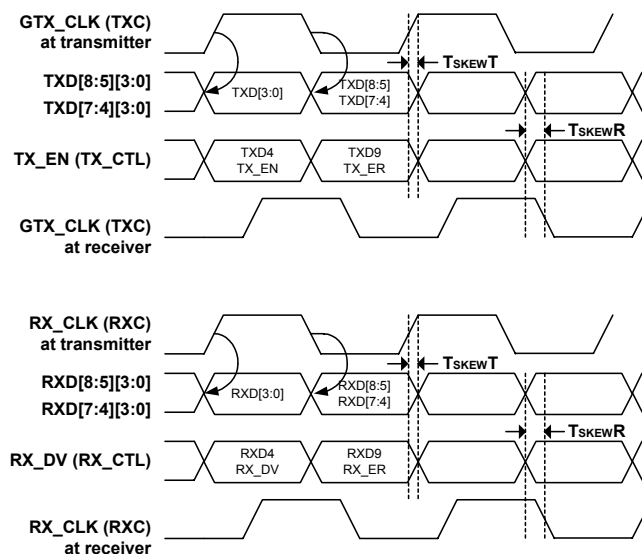 GTX_CLK (TXC)
at transmitter
TXD[8:5][3:0]
TXD[7:4][3:0]
TXD[3:0]
TXD[8:5]
TXD[7:4]
TSKEWT
TSKEWR
TX_EN (TX_CTL)
TXD4
TX_EN
TXD9
TX_ER
GTX_CLK (TXC)
at receiver
RX_CLK (RXC)
at transmitter
RXD[8:5][3:0]
RXD[7:4][3:0]
RXD[3:0]
RXD[8:5]
RXD[7:4]
TSKEWT
TSKEWR
RX_DV (RX_CTL)
RXD4
RX_DV
RXD9
RX_ER
RX_CLK (RXC)
at receiver